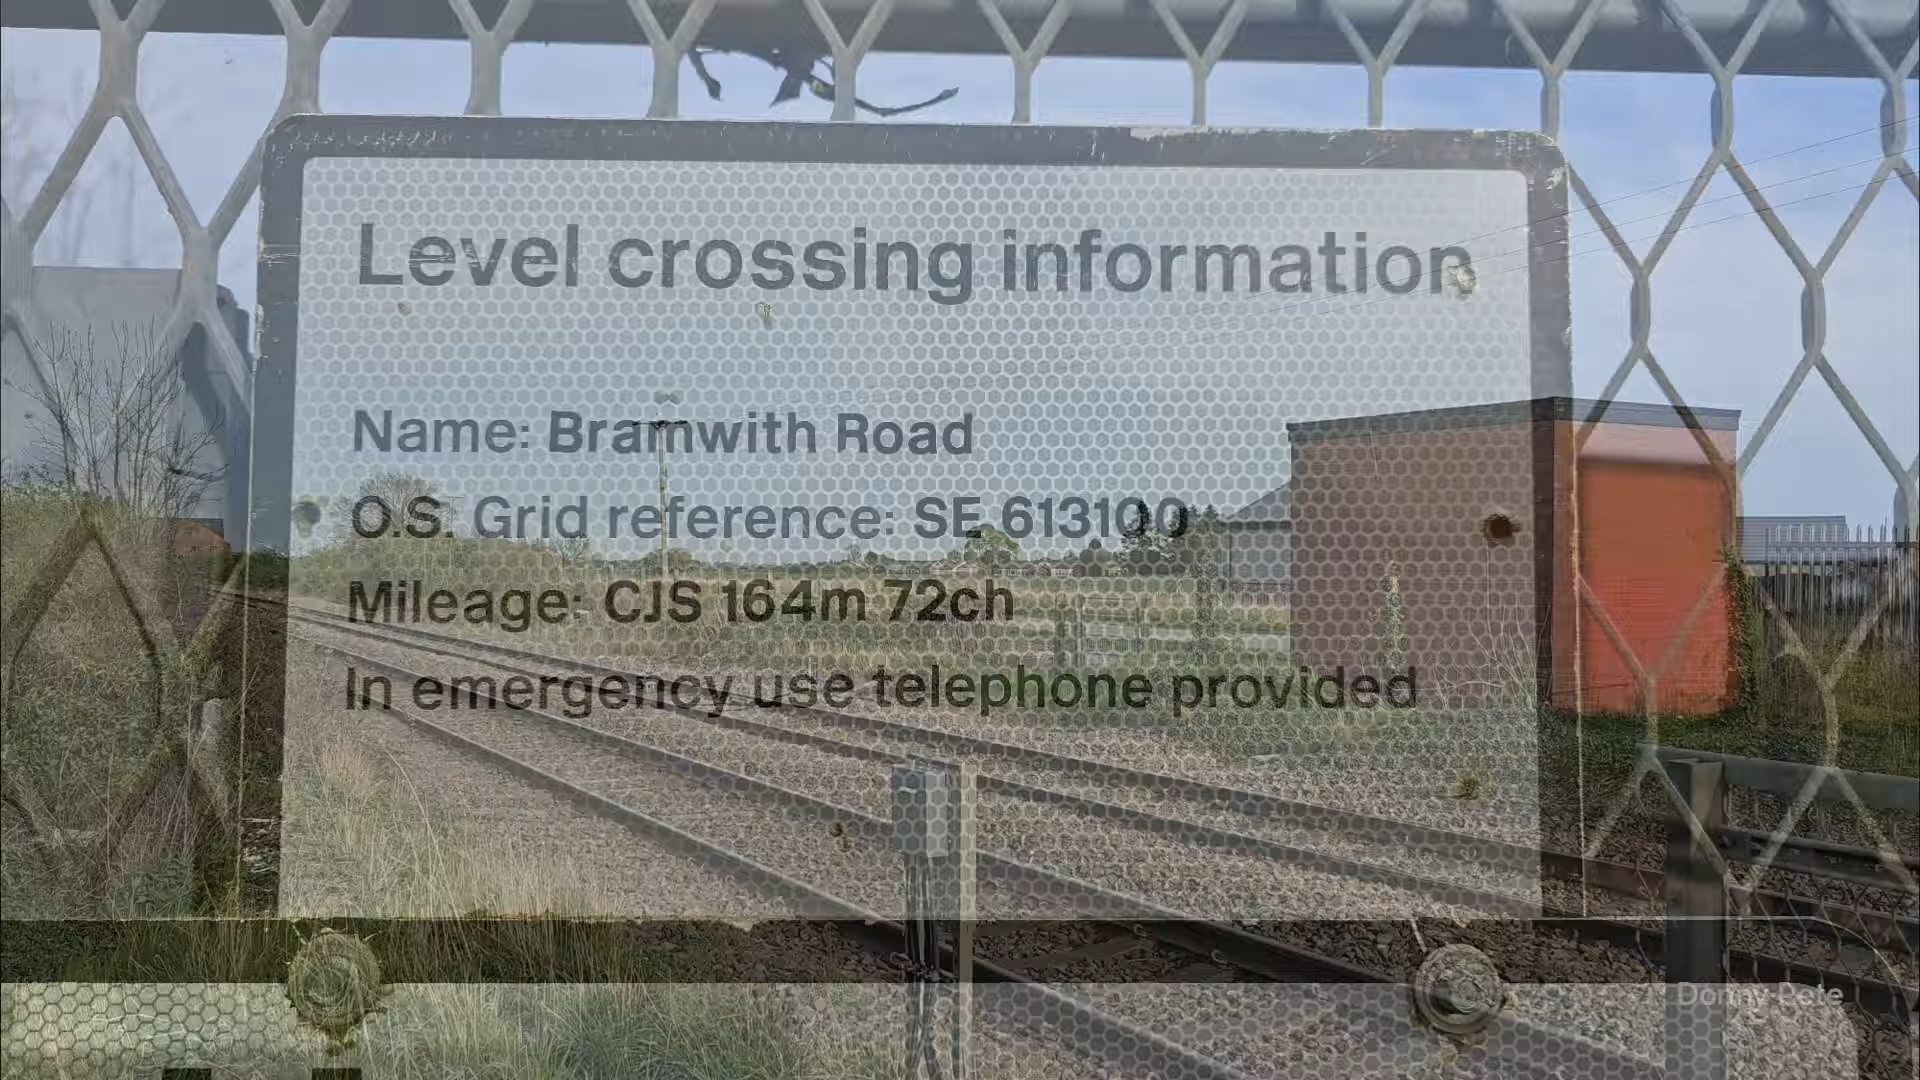 Level crossing information
Name: Bramwith Road
O.S. Grid reference: SE 613100
Mileage: CJS 164m 72ch
In emergency use telephone provided
Donny Pete